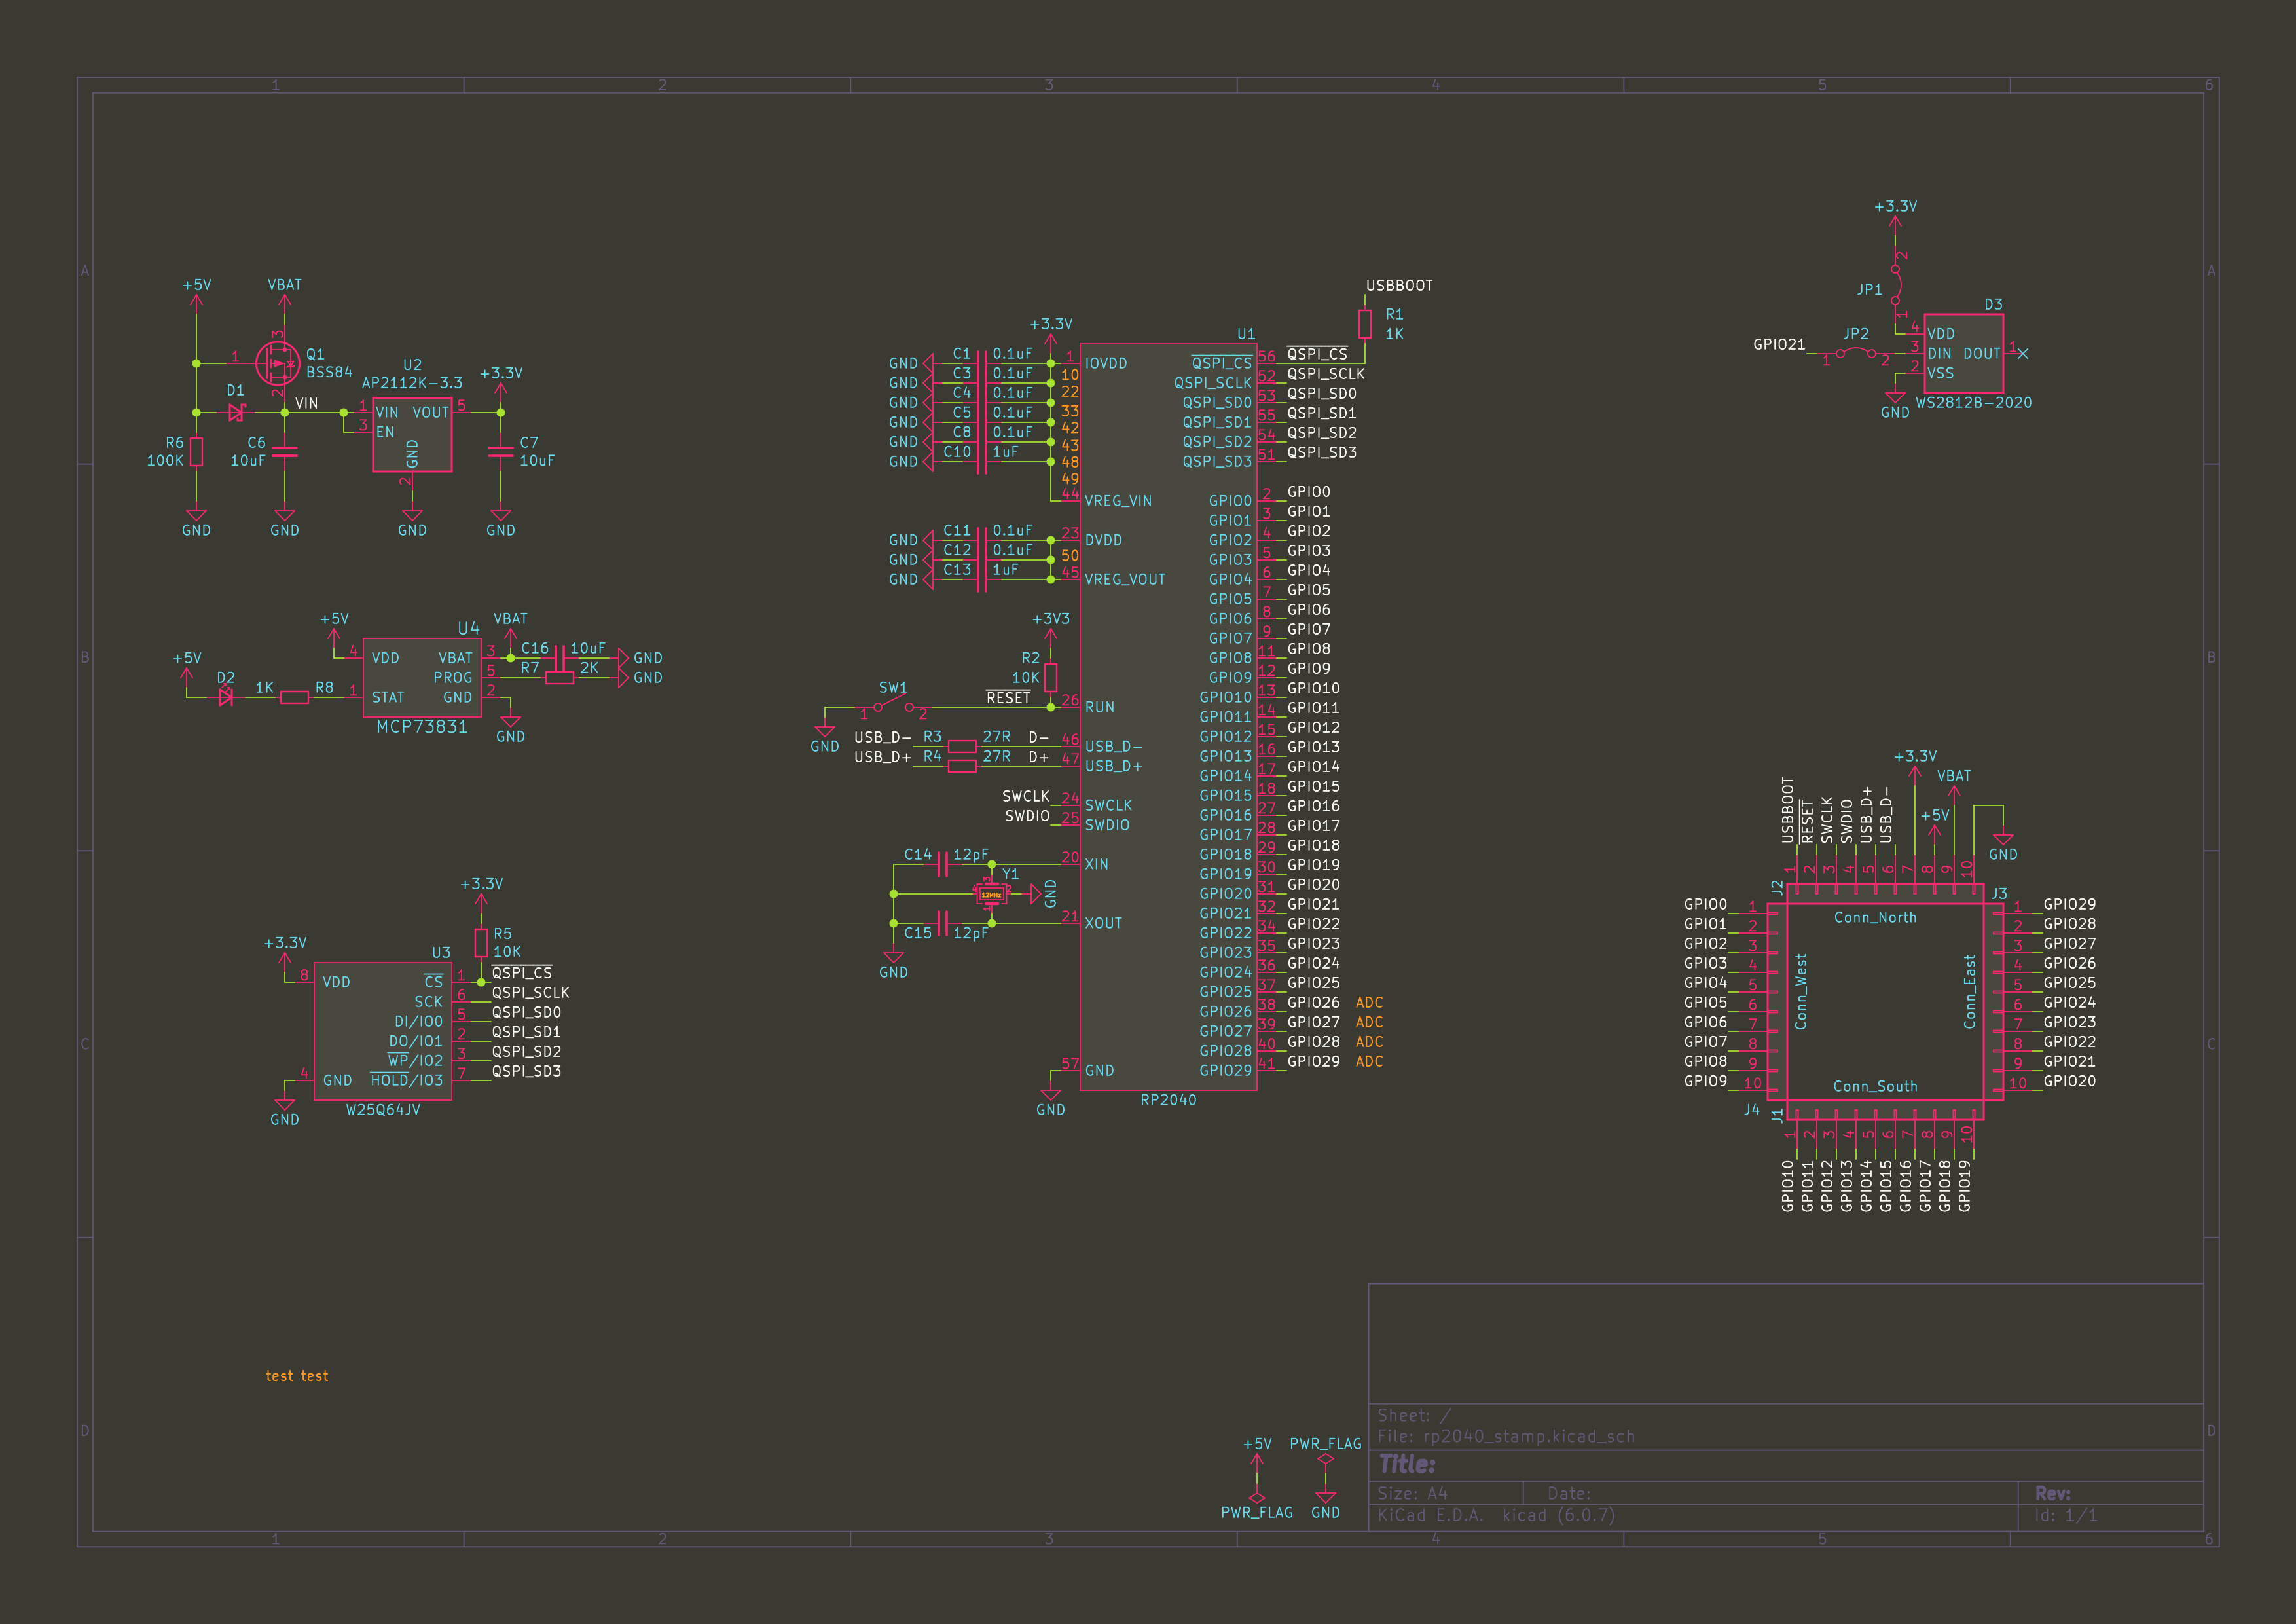 1 2 3 4 5 6
A
B
C
D
+5V
VBAT
3
1
Q1
BSS84
2
D1
VIN
R6
100K
C6
10uF
GND
GND
U2
AP2112K-3.3
1 VIN VOUT 5
3 EN
GND
2
GND
+3.3V
C7
10uF
GND
+5V
U4
VBAT
4 VDD VBAT 3
PROG 5
1 STAT GND 2
MCP73831
C16 10uF GND
R7 2K GND
GND
+5V
D2
1K R8
+3.3V
R5
10K
+3.3V
U3
8 VDD CS 1 QSPI_CS
SCK 6 QSPI_SCLK
DI/IO0 5 QSPI_SD0
DO/IO1 2 QSPI_SD1
WP/IO2 3 QSPI_SD2
4 GND HOLD/IO3 7 QSPI_SD3
W25Q64JV
GND
test test
+3.3V
GND C1 0.1uF
GND C3 0.1uF
GND C4 0.1uF
GND C5 0.1uF
GND C8 0.1uF
GND C10 1uF
GND C11 0.1uF
GND C12 0.1uF
GND C13 1uF
+3V3
R2
10K
SW1
1 2
RESET
GND
USB_D- R3 27R D-
USB_D+ R4 27R D+
SWCLK
SWDIO
C14 12pF
Y1
3
4 12MHz 2
1
GND
C15 12pF
GND
U1
1 IOVDD
10
22
33
42
43
48
49
44 VREG_VIN
23 DVDD
50
45 VREG_VOUT
26 RUN
46 USB_D-
47 USB_D+
24 SWCLK
25 SWDIO
20 XIN
21 XOUT
57 GND
GND
RP2040
USBBOOT
R1
1K
QSPI_CS 56 QSPI_CS
QSPI_SCLK 52 QSPI_SCLK
QSPI_SD0 53 QSPI_SD0
QSPI_SD1 55 QSPI_SD1
QSPI_SD2 54 QSPI_SD2
QSPI_SD3 51 QSPI_SD3
GPIO0 2 GPIO0
GPIO1 3 GPIO1
GPIO2 4 GPIO2
GPIO3 5 GPIO3
GPIO4 6 GPIO4
GPIO5 7 GPIO5
GPIO6 8 GPIO6
GPIO7 9 GPIO7
GPIO8 11 GPIO8
GPIO9 12 GPIO9
GPIO10 13 GPIO10
GPIO11 14 GPIO11
GPIO12 15 GPIO12
GPIO13 16 GPIO13
GPIO14 17 GPIO14
GPIO15 18 GPIO15
GPIO16 27 GPIO16
GPIO17 28 GPIO17
GPIO18 29 GPIO18
GPIO19 30 GPIO19
GPIO20 31 GPIO20
GPIO21 32 GPIO21
GPIO22 34 GPIO22
GPIO23 35 GPIO23
GPIO24 36 GPIO24
GPIO25 37 GPIO25
GPIO26 38 GPIO26 ADC
GPIO27 39 GPIO27 ADC
GPIO28 40 GPIO28 ADC
GPIO29 41 GPIO29 ADC
+3.3V
2
JP1
1
D3
GPIO21
JP2
1 2
4 VDD
3 DIN DOUT 1
2 VSS
GND
WS2812B-2020
+3.3V
VBAT
+5V
GND
USBBOOT RESET SWCLK SWDIO USB_D+ USB_D-
1 2 3 4 5 6 7 8 9 10
J2
Conn_North
J3
GPIO0 1
GPIO1 2
GPIO2 3
GPIO3 4
GPIO4 5
GPIO5 6
GPIO6 7
GPIO7 8
GPIO8 9
GPIO9 10
Conn_West
Conn_East
1 GPIO29
2 GPIO28
3 GPIO27
4 GPIO26
5 GPIO25
6 GPIO24
7 GPIO23
8 GPIO22
9 GPIO21
10 GPIO20
Conn_South
J4
J1
1 2 3 4 5 6 7 8 9 10
GPIO10 GPIO11 GPIO12 GPIO13 GPIO14 GPIO15 GPIO16 GPIO17 GPIO18 GPIO19
+5V
PWR_FLAG
PWR_FLAG
GND
Sheet: /
File: rp2040_stamp.kicad_sch
Title:
Size: A4 Date: Rev:
KiCad E.D.A. kicad (6.0.7) Id: 1/1
A
B
C
D
1 2 3 4 5 6